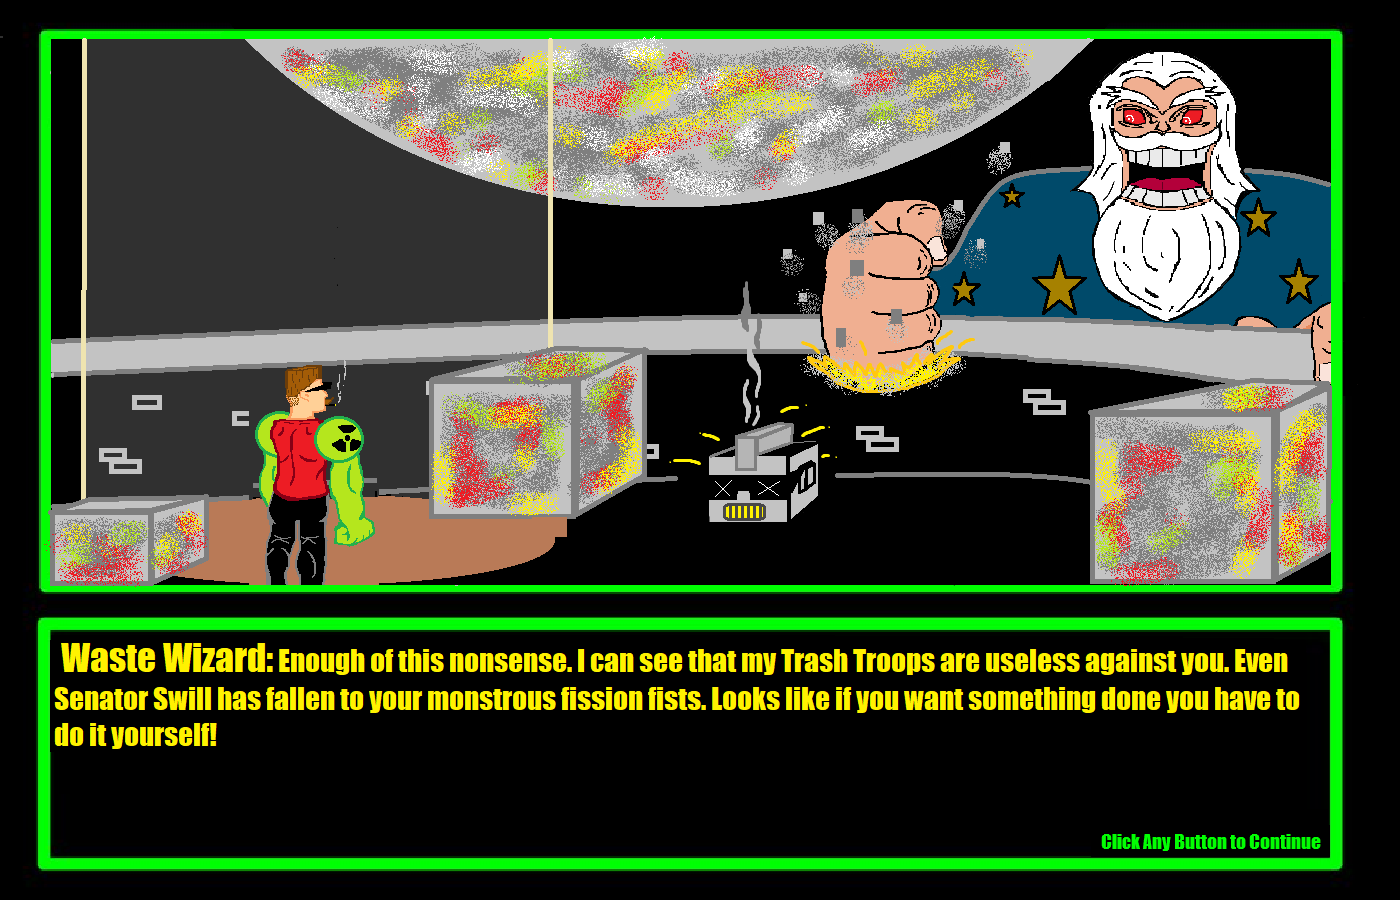 Waste Wizard: Enough of this nonsense. I can see that my Trash Troops are useless against you. Even
Senator Swill has fallen to your monstrous fission fists. Looks like if you want something done you have to
do it yourself!
Click Any Button to Continue